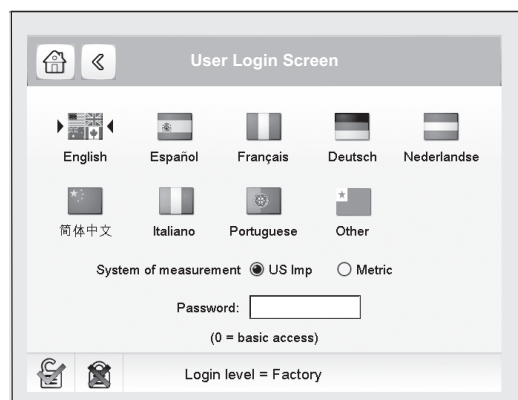 User Login Screen
English Español Français Deutsch Nederlandse
简体中文 Italiano Portuguese Other
System of measurement US Imp Metric
Password:
(0 = basic access)
Login level = Factory